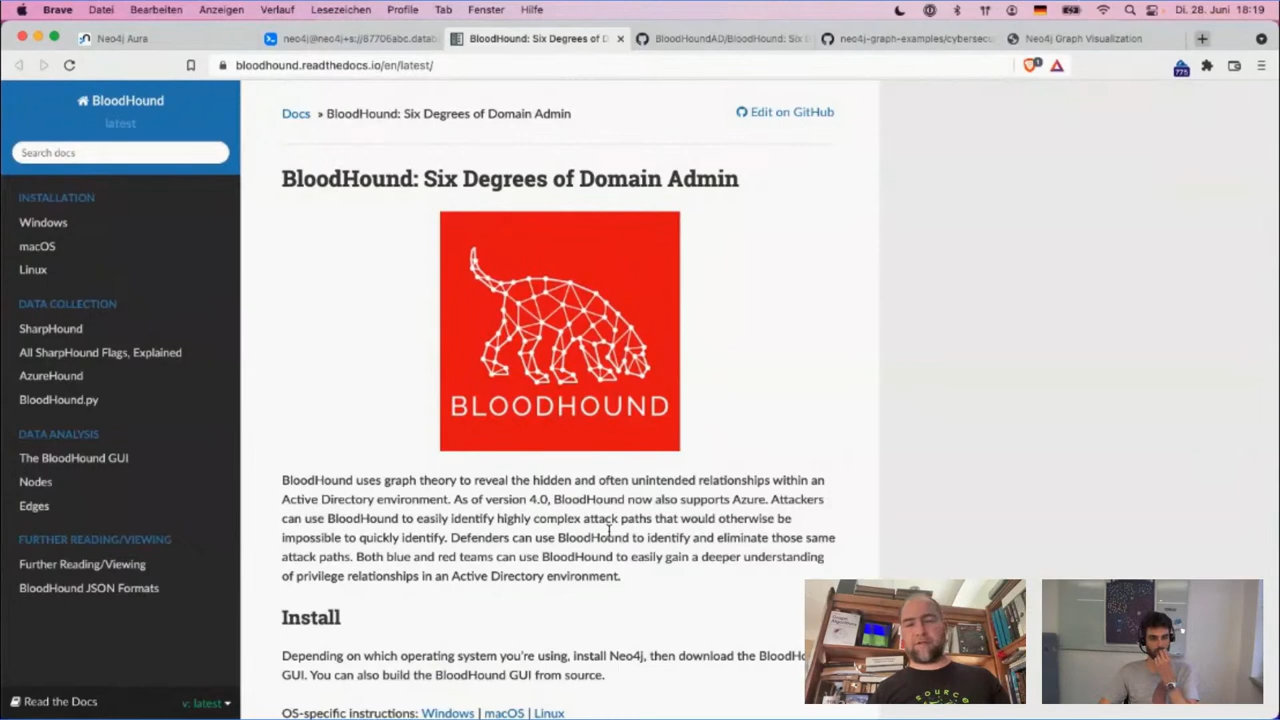 Brave Datei Bearbeiten Anzeigen Verlauf Lesezeichen Profile Tab Fenster Hilfe Di. 28. Juni 18:19
Neo4j Aura
neo4j@neo4j+s://87706abc.datab
BloodHound: Six Degrees of D
BloodHoundAD/BloodHound: Six
neo4j-graph-examples/cybersecu
Neo4j Graph Visualization
bloodhound.readthedocs.io/en/latest/
775
BloodHound
latest
Search docs
INSTALLATION
Windows
macOS
Linux
DATA COLLECTION
SharpHound
All SharpHound Flags, Explained
AzureHound
BloodHound.py
DATA ANALYSIS
The BloodHound GUI
Nodes
Edges
FURTHER READING/VIEWING
Further Reading/Viewing
BloodHound JSON Formats
Read the Docs v: latest
Docs » BloodHound: Six Degrees of Domain Admin
Edit on GitHub
BloodHound: Six Degrees of Domain Admin
BLOODHOUND
BloodHound uses graph theory to reveal the hidden and often unintended relationships within an
Active Directory environment. As of version 4.0, BloodHound now also supports Azure. Attackers
can use BloodHound to easily identify highly complex attack paths that would otherwise be
impossible to quickly identify. Defenders can use BloodHound to identify and eliminate those same
attack paths. Both blue and red teams can use BloodHound to easily gain a deeper understanding
of privilege relationships in an Active Directory environment.
Install
Depending on which operating system you're using, install Neo4j, then download the BloodHo
GUI. You can also build the BloodHound GUI from source.
OS-specific instructions: Windows | macOS | Linux
SOURCE